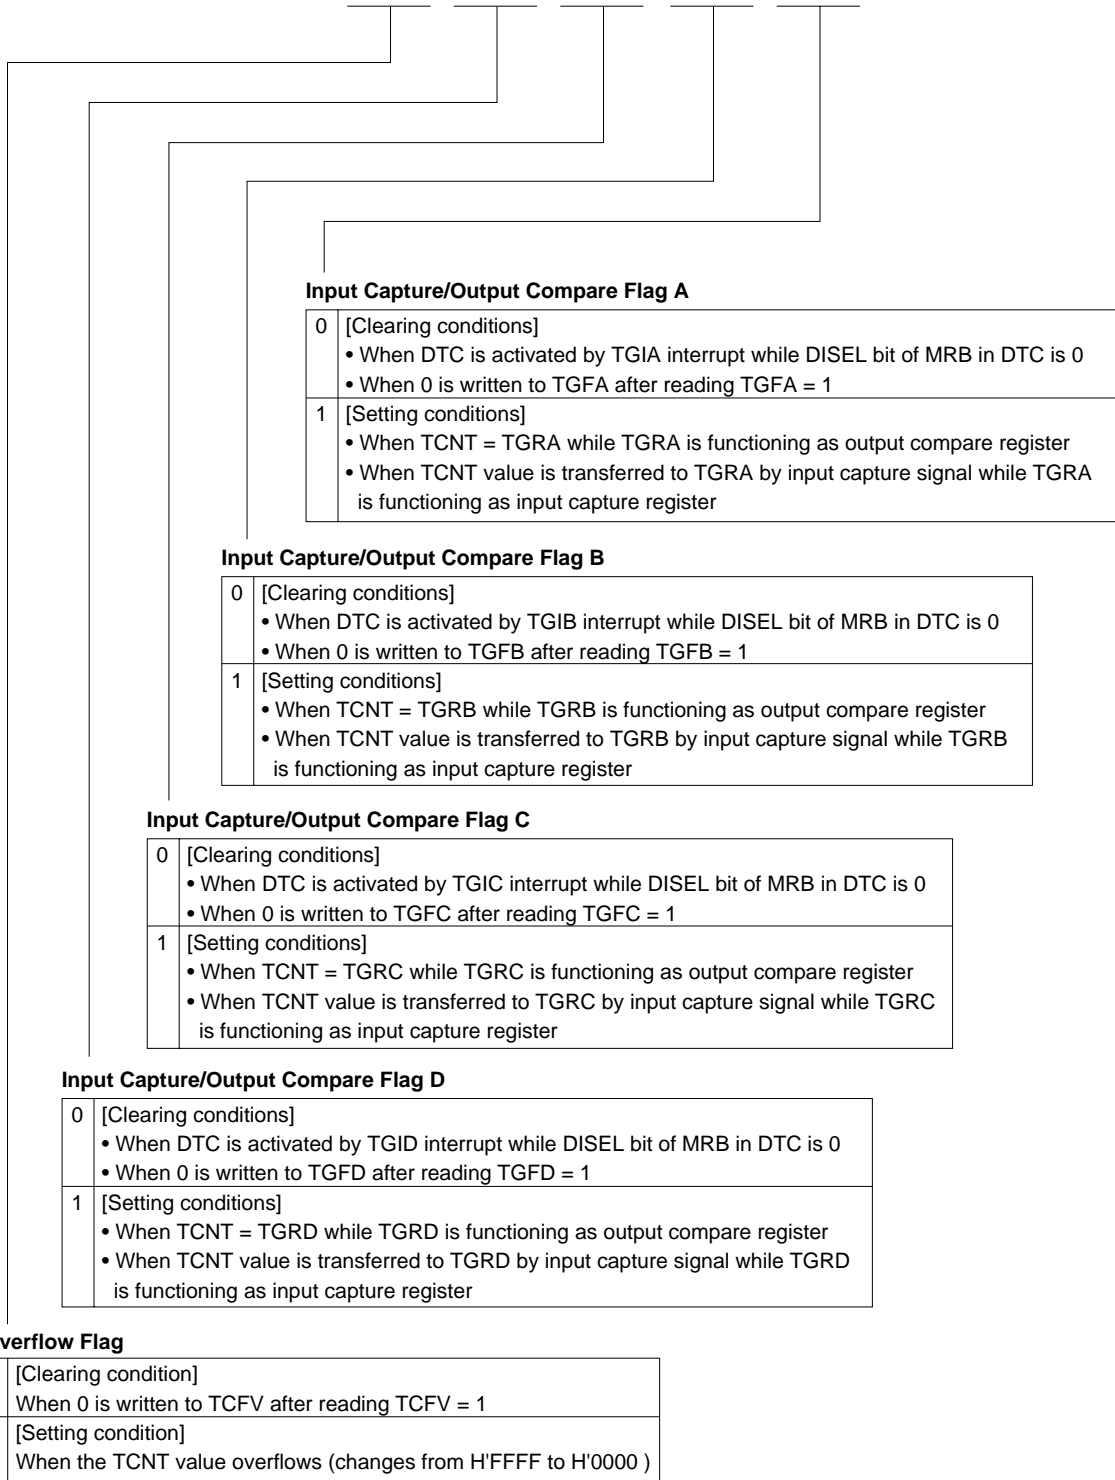 Input Capture/Output Compare Flag A
0 [Clearing conditions]
• When DTC is activated by TGIA interrupt while DISEL bit of MRB in DTC is 0
• When 0 is written to TGFA after reading TGFA = 1
1 [Setting conditions]
• When TCNT = TGRA while TGRA is functioning as output compare register
• When TCNT value is transferred to TGRA by input capture signal while TGRA
is functioning as input capture register
Input Capture/Output Compare Flag B
0 [Clearing conditions]
• When DTC is activated by TGIB interrupt while DISEL bit of MRB in DTC is 0
• When 0 is written to TGFB after reading TGFB = 1
1 [Setting conditions]
• When TCNT = TGRB while TGRB is functioning as output compare register
• When TCNT value is transferred to TGRB by input capture signal while TGRB
is functioning as input capture register
Input Capture/Output Compare Flag C
0 [Clearing conditions]
• When DTC is activated by TGIC interrupt while DISEL bit of MRB in DTC is 0
• When 0 is written to TGFC after reading TGFC = 1
1 [Setting conditions]
• When TCNT = TGRC while TGRC is functioning as output compare register
• When TCNT value is transferred to TGRC by input capture signal while TGRC
is functioning as input capture register
Input Capture/Output Compare Flag D
0 [Clearing conditions]
• When DTC is activated by TGID interrupt while DISEL bit of MRB in DTC is 0
• When 0 is written to TGFD after reading TGFD = 1
1 [Setting conditions]
• When TCNT = TGRD while TGRD is functioning as output compare register
• When TCNT value is transferred to TGRD by input capture signal while TGRD
is functioning as input capture register
verflow Flag
[Clearing condition]
When 0 is written to TCFV after reading TCFV = 1
[Setting condition]
When the TCNT value overflows (changes from H'FFFF to H'0000 )